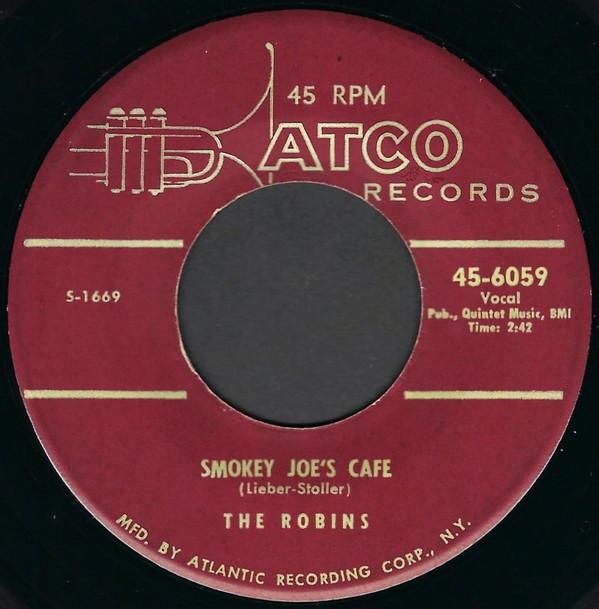 45 RPM
ATCO
RECORDS
45-6059
S-1669
Vocal
Pub., Quintet Music, BMI
Time: 2:42
SMOKEY JOE'S CAFE
(Lieber-Stoller)
THE ROBINS
MFD. BY ATLANTIC RECORDING CORP., N.Y.